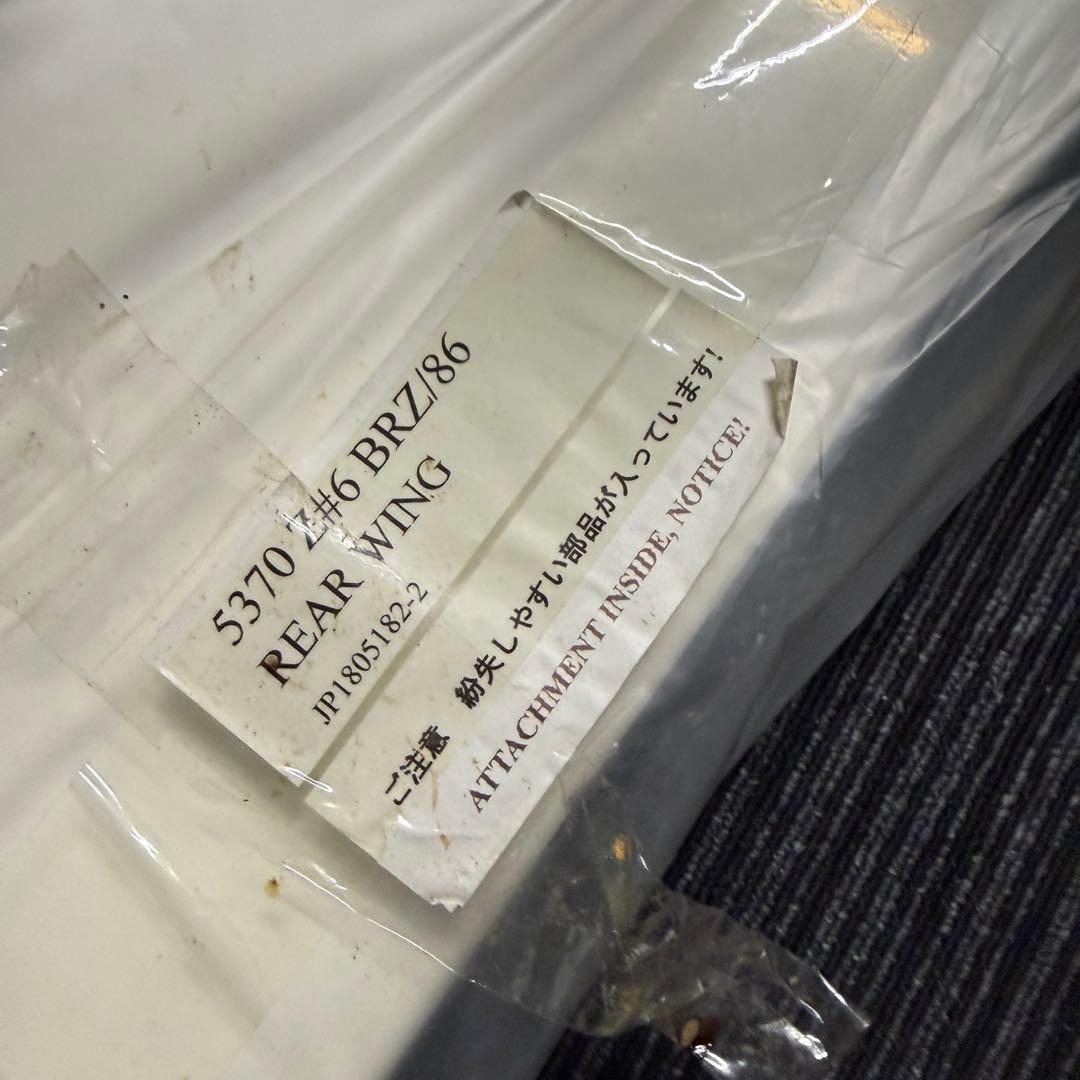 5370 Z#6 BRZ/86
REAR WING
JP1805182-2
ご注意　紛失しやすい部品が入っています!
ATTACHMENT INSIDE, NOTICE!